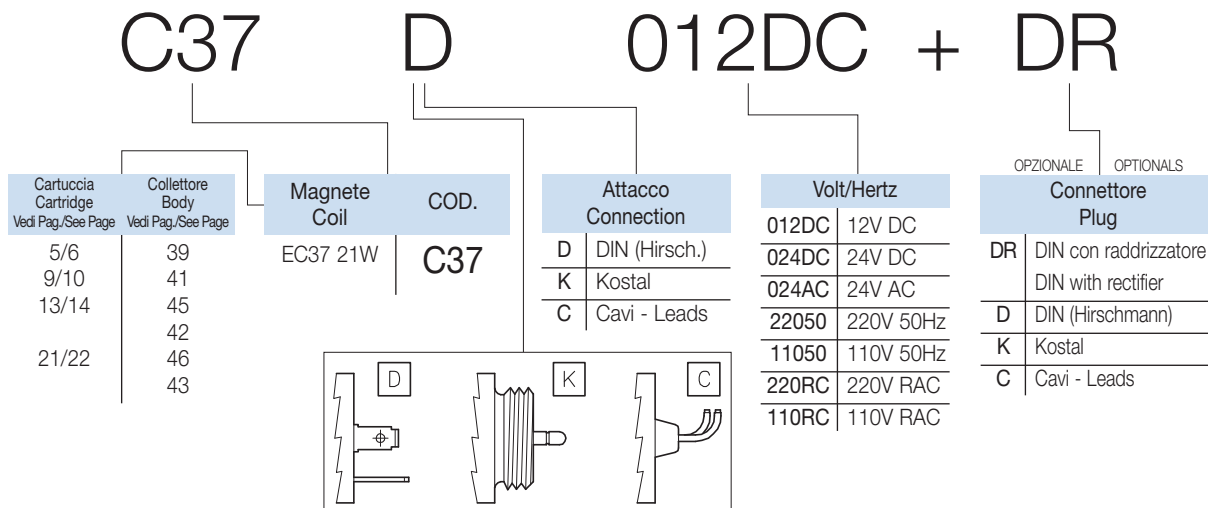 C37 D 012DC + DR
OPZIONALE OPTIONALS
Cartuccia
Cartridge
Vedi Pag./See Page
Collettore
Body
Vedi Pag./See Page
5/6 39
9/10 41
13/14 45
42
21/22 46
43
Magnete
Coil
COD.
EC37 21W C37
Attacco
Connection
D DIN (Hirsch.)
K Kostal
C Cavi - Leads
Volt/Hertz
012DC 12V DC
024DC 24V DC
024AC 24V AC
22050 220V 50Hz
11050 110V 50Hz
220RC 220V RAC
110RC 110V RAC
Connettore
Plug
DR DIN con raddrizzatore
DIN with rectifier
D DIN (Hirschmann)
K Kostal
C Cavi - Leads
D K C